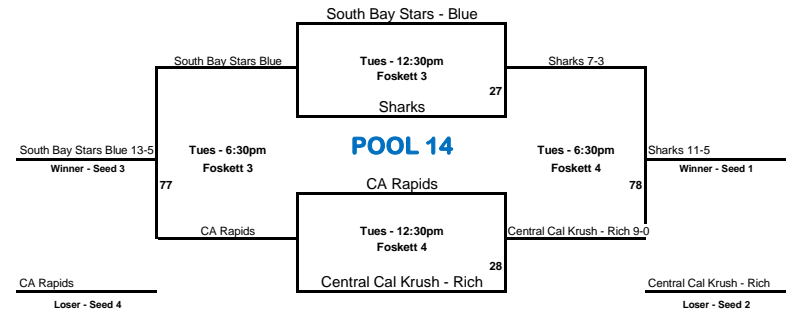 South Bay Stars - Blue
South Bay Stars Blue
Tues - 12:30pm
Foskett 3
Sharks 7-3
27
Sharks
South Bay Stars Blue 13-5
Winner - Seed 3
Tues - 6:30pm
Foskett 3
77
POOL 14
Tues - 6:30pm
Foskett 4
78
Sharks 11-5
Winner - Seed 1
CA Rapids
CA Rapids
Tues - 12:30pm
Foskett 4
Central Cal Krush - Rich 9-0
28
Central Cal Krush - Rich
CA Rapids
Loser - Seed 4
Central Cal Krush - Rich
Loser - Seed 2